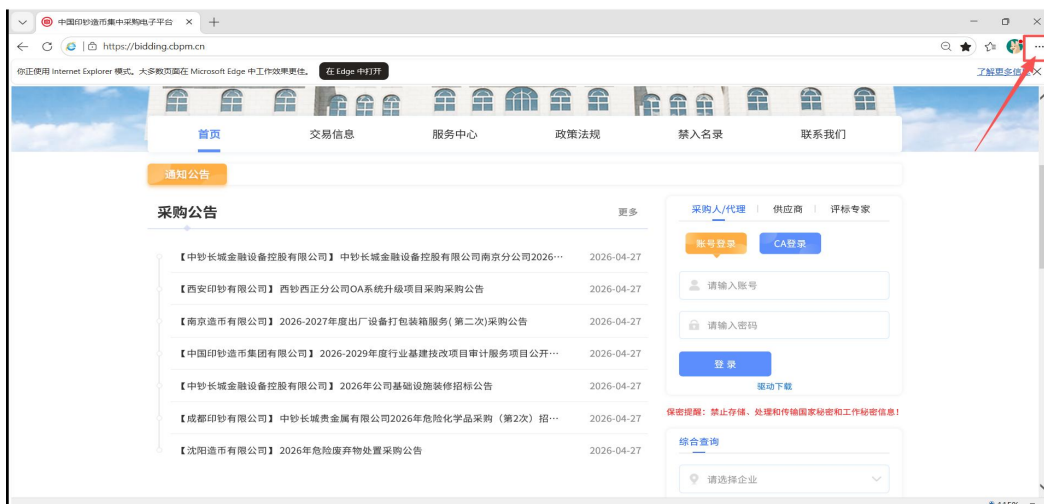 中国印钞造币集中采购电子平台
https://bidding.cbpm.cn
你正使用 Internet Explorer 模式。大多数页面在 Microsoft Edge 中工作效果更佳。 在 Edge 中打开 了解更多信息
首页 交易信息 服务中心 政策法规 禁入名录 联系我们
通知公告
采购公告 更多
【中钞长城金融设备控股有限公司】中钞长城金融设备控股有限公司南京分公司2026… 2026-04-27
【西安印钞有限公司】西钞西正分公司OA系统升级项目采购采购公告 2026-04-27
【南京造币有限公司】2026-2027年度出厂设备打包装箱服务(第二次)采购公告 2026-04-27
【中国印钞造币集团有限公司】2026-2029年度行业基建技改项目审计服务项目公开… 2026-04-27
【中钞长城金融设备控股有限公司】2026年公司基础设施装修招标公告 2026-04-27
【成都印钞有限公司】中钞长城贵金属有限公司2026年危险化学品采购（第2次）招… 2026-04-27
【沈阳造币有限公司】2026年危险废弃物处置采购公告 2026-04-27
采购人/代理 供应商 评标专家
账号登录 CA登录
请输入账号
请输入密码
登录
驱动下载
保密提醒：禁止存储、处理和传输国家秘密和工作秘密信息！
综合查询
请选择企业